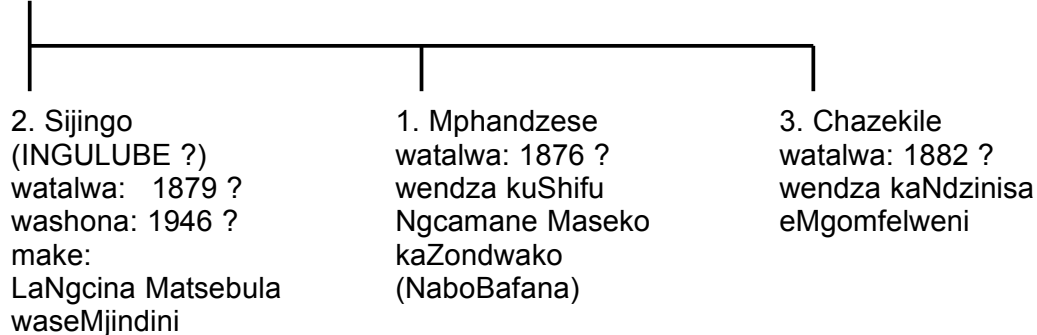 2. Sijingo
(INGULUBE ?)
watalwa: 1879 ?
washona: 1946 ?
make:
LaNgcina Matsebula
waseMjindini
1. Mphandzese
watalwa: 1876 ?
wendza kuShifu
Ngcamane Maseko
kaZondwako
(NaboBafana)
3. Chazekile
watalwa: 1882 ?
wendza kaNdzinisa
eMgomfelweni